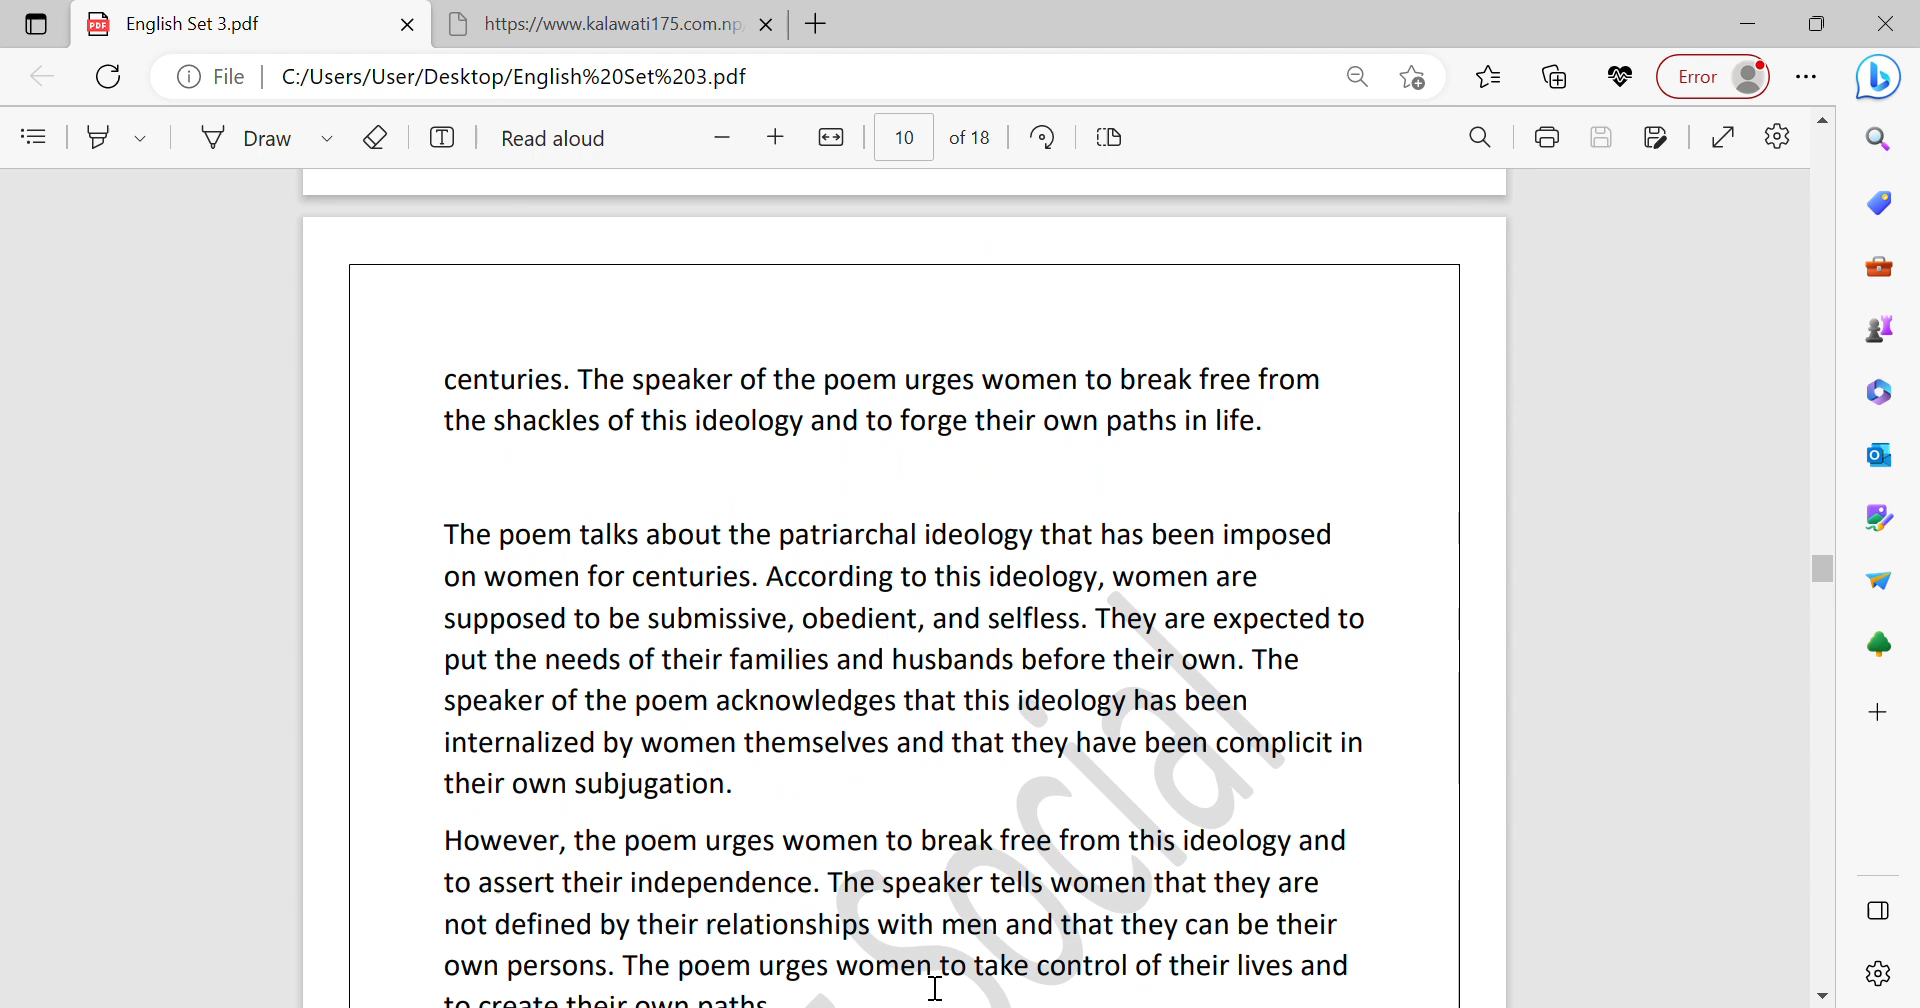 English Set 3.pdf
https://www.kalawati175.com.np
File
C:/Users/User/Desktop/English%20Set%203.pdf
Error
Draw
Read aloud
10
of 18
centuries. The speaker of the poem urges women to break free from
the shackles of this ideology and to forge their own paths in life.
The poem talks about the patriarchal ideology that has been imposed
on women for centuries. According to this ideology, women are
supposed to be submissive, obedient, and selfless. They are expected to
put the needs of their families and husbands before their own. The
speaker of the poem acknowledges that this ideology has been
internalized by women themselves and that they have been complicit in
their own subjugation.
However, the poem urges women to break free from this ideology and
to assert their independence. The speaker tells women that they are
not defined by their relationships with men and that they can be their
own persons. The poem urges women to take control of their lives and
to create their own paths.
Social